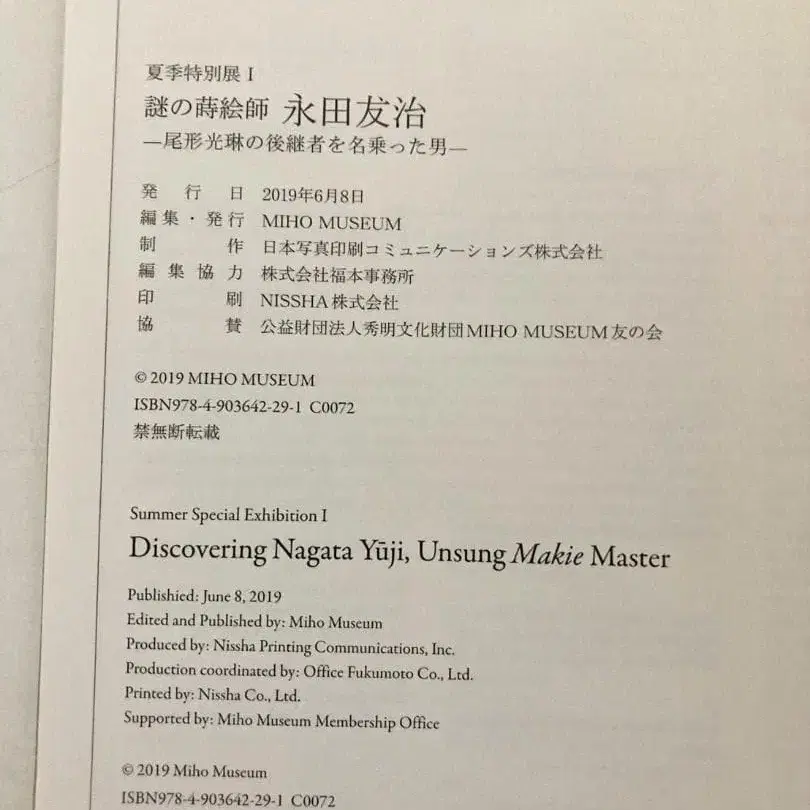 夏季特別展 I
謎の蒔絵師 永田友治
—尾形光琳の後継者を名乗った男—
発行日 2019年6月8日
編集・発行 MIHO MUSEUM
制作 日本写真印刷コミュニケーションズ株式会社
編集協力 株式会社福本事務所
印刷 NISSHA株式会社
協賛 公益財団法人秀明文化財団MIHO MUSEUM友の会
© 2019 MIHO MUSEUM
ISBN978-4-903642-29-1 C0072
禁無断転載
Summer Special Exhibition I
Discovering Nagata Yūji, Unsung Makie Master
Publishied: June 8, 2019
Edited and Published by: Miho Museum
Produced by: Nissha Printing Communications, Inc.
Production coordinated by: Office Fukumoto Co., Ltd.
Printed by: Nissha Co., Ltd.
Supported by: Miho Museum Membership Office
© 2019 Miho Museum
ISBN978-4-903642-29-1 C0072